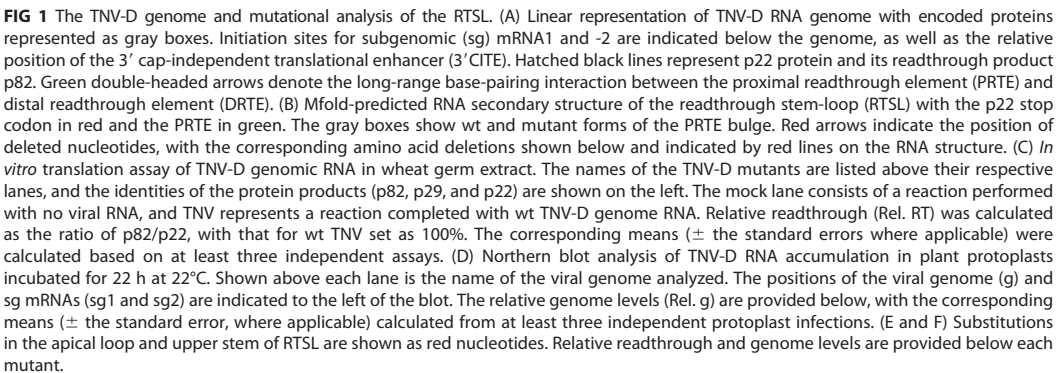 FIG 1 The TNV-D genome and mutational analysis of the RTSL. (A) Linear representation of TNV-D RNA genome with encoded proteins
represented as gray boxes. Initiation sites for subgenomic (sg) mRNA1 and -2 are indicated below the genome, as well as the relative
position of the 3′ cap-independent translational enhancer (3′CITE). Hatched black lines represent p22 protein and its readthrough product
p82. Green double-headed arrows denote the long-range base-pairing interaction between the proximal readthrough element (PRTE) and
distal readthrough element (DRTE). (B) Mfold-predicted RNA secondary structure of the readthrough stem-loop (RTSL) with the p22 stop
codon in red and the PRTE in green. The gray boxes show wt and mutant forms of the PRTE bulge. Red arrows indicate the position of
deleted nucleotides, with the corresponding amino acid deletions shown below and indicated by red lines on the RNA structure. (C) In
vitro translation assay of TNV-D genomic RNA in wheat germ extract. The names of the TNV-D mutants are listed above their respective
lanes, and the identities of the protein products (p82, p29, and p22) are shown on the left. The mock lane consists of a reaction performed
with no viral RNA, and TNV represents a reaction completed with wt TNV-D genome RNA. Relative readthrough (Rel. RT) was calculated
as the ratio of p82/p22, with that for wt TNV set as 100%. The corresponding means (± the standard errors where applicable) were
calculated based on at least three independent assays. (D) Northern blot analysis of TNV-D RNA accumulation in plant protoplasts
incubated for 22 h at 22°C. Shown above each lane is the name of the viral genome analyzed. The positions of the viral genome (g) and
sg mRNAs (sg1 and sg2) are indicated to the left of the blot. The relative genome levels (Rel. g) are provided below, with the corresponding
means (± the standard error, where applicable) calculated from at least three independent protoplast infections. (E and F) Substitutions
in the apical loop and upper stem of RTSL are shown as red nucleotides. Relative readthrough and genome levels are provided below each
mutant.